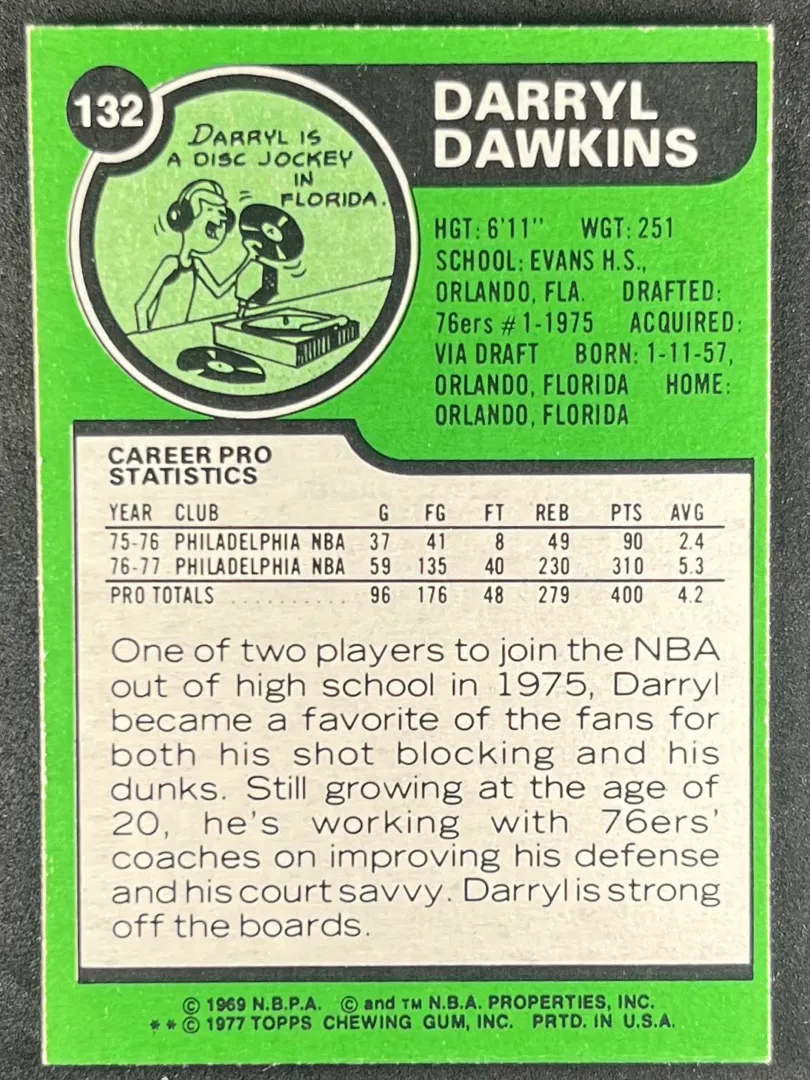 132
DARRYL IS
A DISC JOCKEY
IN
FLORIDA.
DARRYL
DAWKINS
HGT: 6'11" WGT: 251
SCHOOL: EVANS H.S.,
ORLANDO, FLA. DRAFTED:
76ers #1-1975 ACQUIRED:
VIA DRAFT BORN: 1-11-57,
ORLANDO, FLORIDA HOME:
ORLANDO, FLORIDA
CAREER PRO
STATISTICS
YEAR CLUB G FG FT REB PTS AVG
75-76 PHILADELPHIA NBA 37 41 8 49 90 2.4
76-77 PHILADELPHIA NBA 59 135 40 230 310 5.3
PRO TOTALS .......... 96 176 48 279 400 4.2
One of two players to join the NBA
out of high school in 1975, Darryl
became a favorite of the fans for
both his shot blocking and his
dunks. Still growing at the age of
20, he's working with 76ers'
coaches on improving his defense
and his court savvy. Darryl is strong
off the boards.
© 1969 N.B.P.A. © and TM N.B.A. PROPERTIES, INC.
**© 1977 TOPPS CHEWING GUM, INC. PRTD. IN U.S.A.